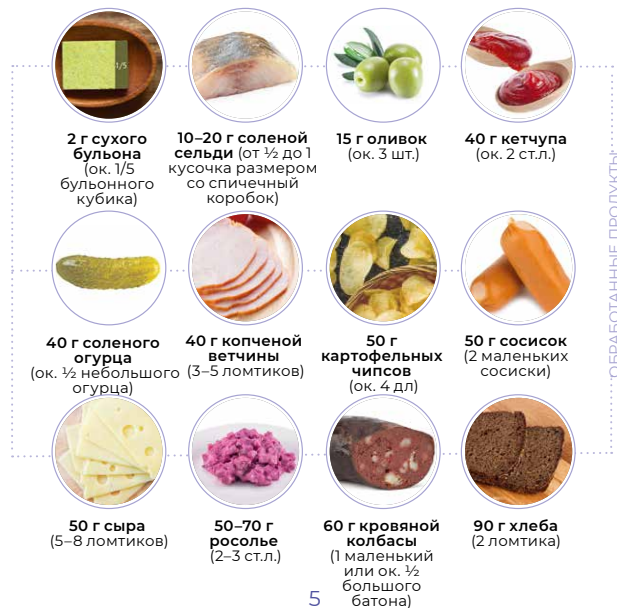 1/5
2 г сухого
бульона
(ок. 1/5
бульонного
кубика)
10–20 г соленой
сельди (от ½ до 1
кусочка размером
со спичечный
коробок)
15 г оливок
(ок. 3 шт.)
40 г кетчупа
(ок. 2 ст.л.)
40 г соленого
огурца
(ок. ½ небольшого
огурца)
40 г копченой
ветчины
(3–5 ломтиков)
50 г
картофельных
чипсов
(ок. 4 дл)
50 г сосисок
(2 маленьких
сосиски)
50 г сыра
(5–8 ломтиков)
50–70 г
росолье
(2–3 ст.л.)
60 г кровяной
колбасы
(1 маленький
или ок. ½
большого
батона)
90 г хлеба
(2 ломтика)
ОБРАБОТАННЫЕ ПРОДУКТЫ
5